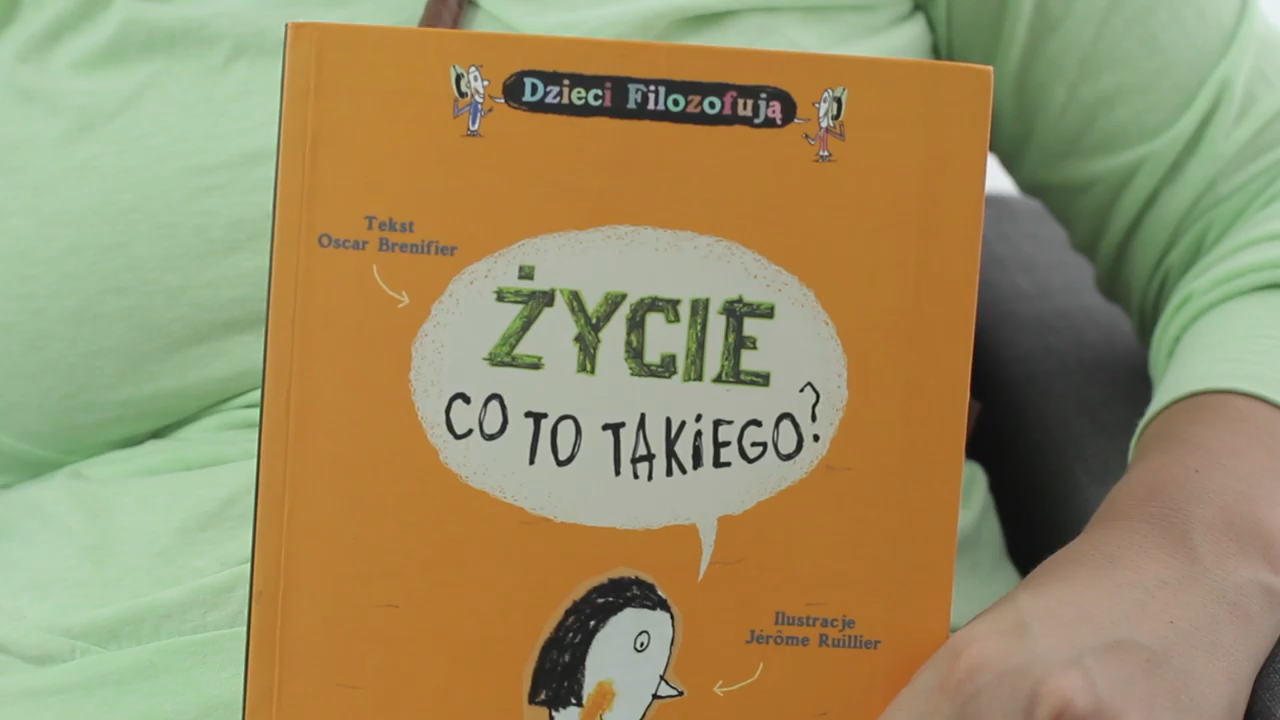 Dzieci Filozofują
Tekst
Oscar Brenifier
ŻYCIE
CO TO TAKiEGO?
Ilustracje
Jérôme Ruillier